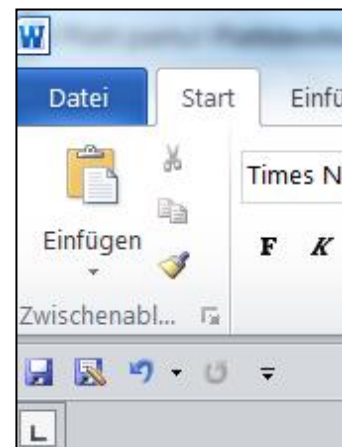 W
Datei Start Einfü
Times N
Einfügen
F K
Zwischenabl...